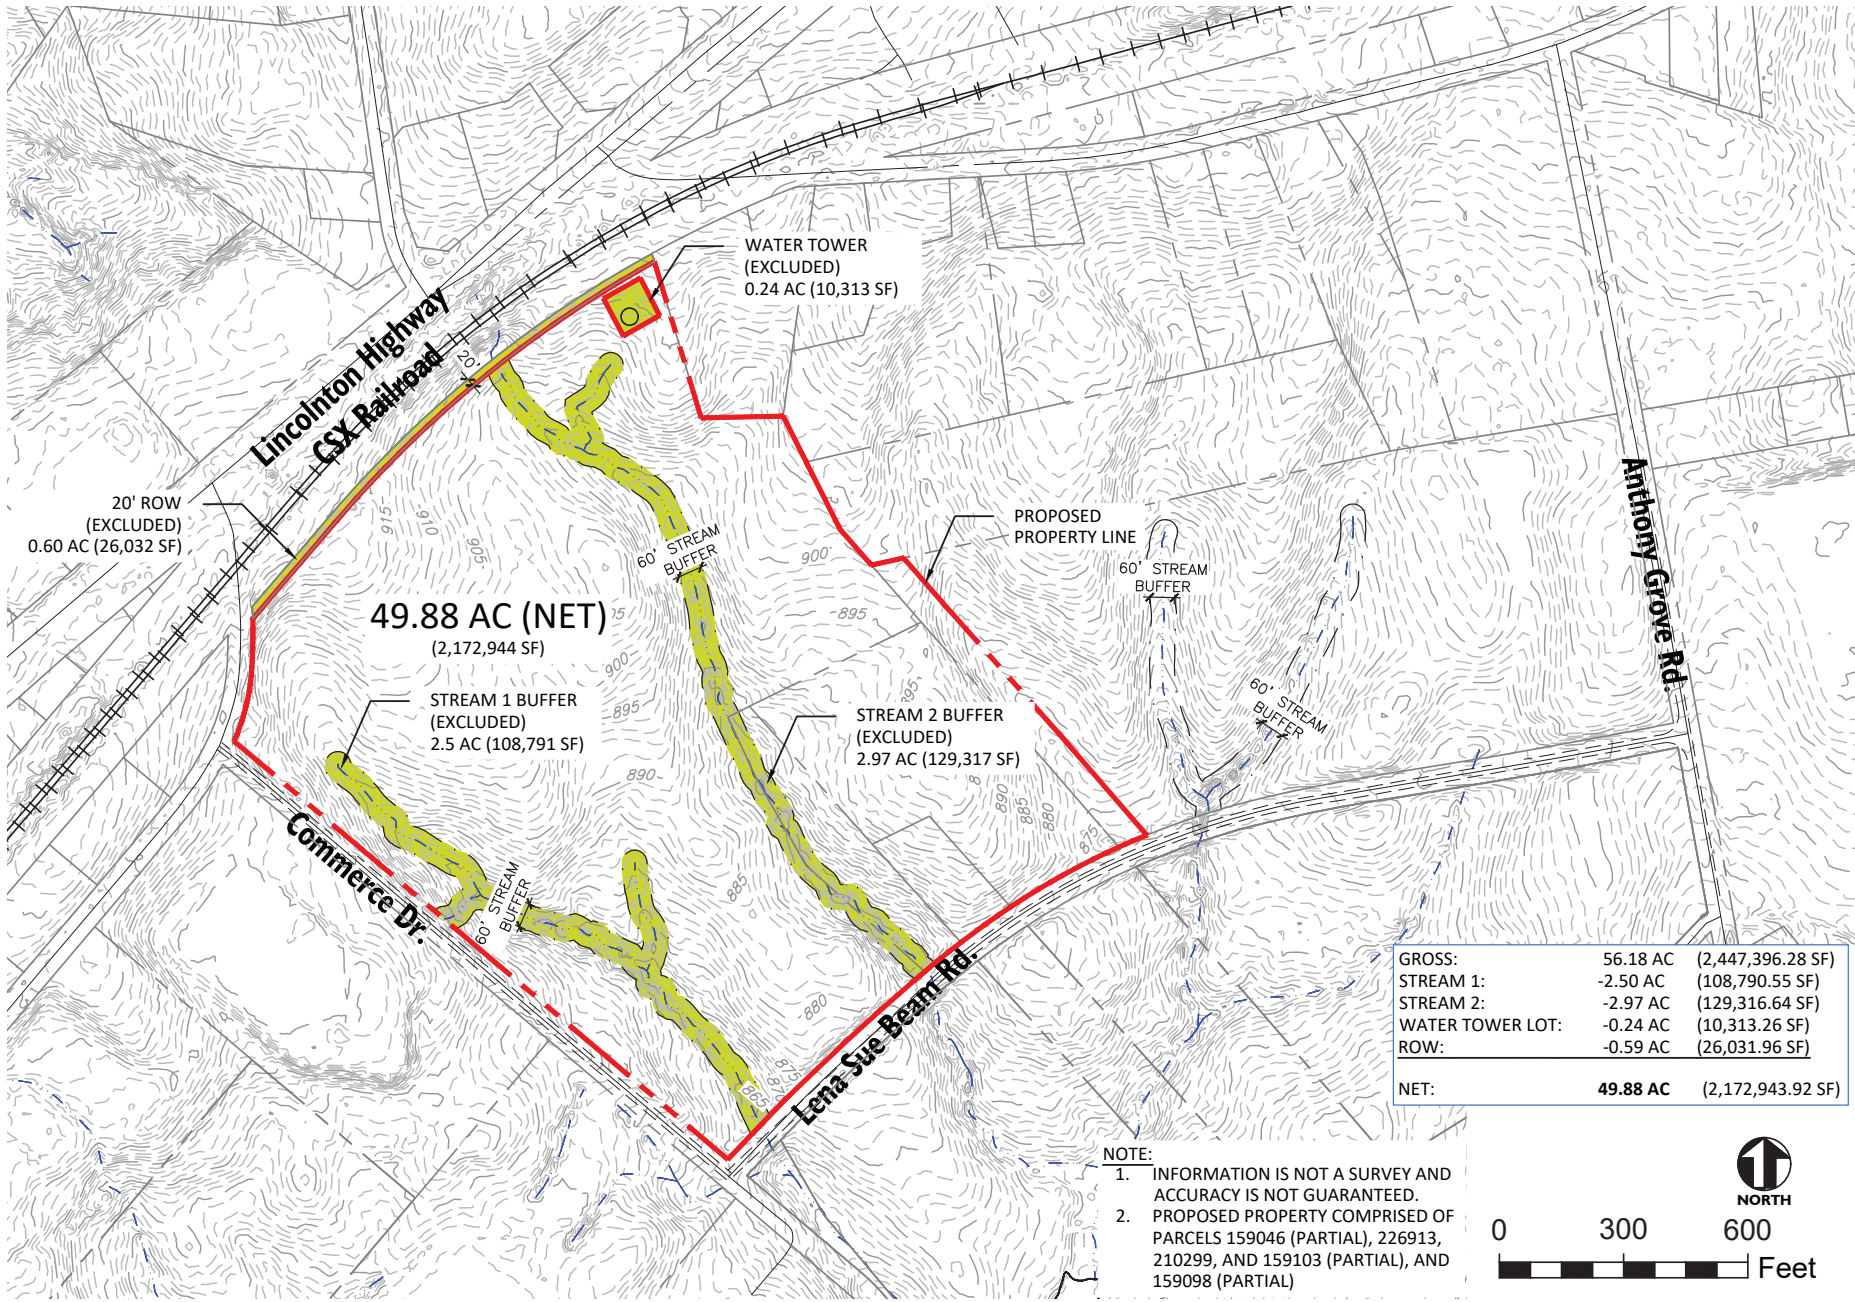 WATER TOWER
(EXCLUDED)
0.24 AC (10,313 SF)
Lincolnton Highway
CSX Railroad
20'
20' ROW
(EXCLUDED)
0.60 AC (26,032 SF)
915
910
905
60' STREAM
BUFFER
900
PROPOSED
PROPERTY LINE
60' STREAM
BUFFER
Anthony Grove Rd.
49.88 AC (NET)
(2,172,944 SF)
895
900
895
890
STREAM 1 BUFFER
(EXCLUDED)
2.5 AC (108,791 SF)
STREAM 2 BUFFER
(EXCLUDED)
2.97 AC (129,317 SF)
895
60' STREAM
BUFFER
890
885
880
875
Commerce Dr.
60' STREAM
BUFFER
885
880
875
865
Lena Sue Beam Rd.
GROSS: 56.18 AC (2,447,396.28 SF)
STREAM 1: -2.50 AC (108,790.55 SF)
STREAM 2: -2.97 AC (129,316.64 SF)
WATER TOWER LOT: -0.24 AC (10,313.26 SF)
ROW: -0.59 AC (26,031.96 SF)
NET: 49.88 AC (2,172,943.92 SF)
NOTE:
1. INFORMATION IS NOT A SURVEY AND
ACCURACY IS NOT GUARANTEED.
2. PROPOSED PROPERTY COMPRISED OF
PARCELS 159046 (PARTIAL), 226913,
210299, AND 159103 (PARTIAL), AND
159098 (PARTIAL)
NORTH
0 300 600
Feet